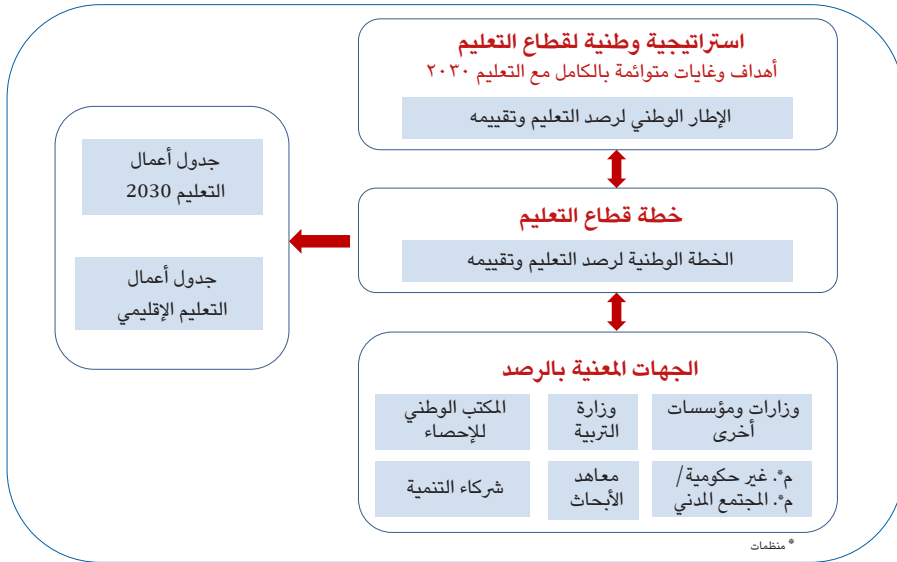 استراتيجية وطنية لقطاع التعليم
أهداف وغايات متوائمة بالكامل مع التعليم ٢٠٣٠
الإطار الوطني لرصد التعليم وتقييمه
خطة قطاع التعليم
الخطة الوطنية لرصد التعليم وتقييمه
جدول أعمال
التعليم 2030
جدول أعمال
التعليم الإقليمي
الجهات المعنية بالرصد
وزارات ومؤسسات
أخرى
وزارة
التربية
المكتب الوطني
للإحصاء
م*. غير حكومية/
م*. المجتمع المدني
معاهد
الأبحاث
شركاء التنمية
* منظمات